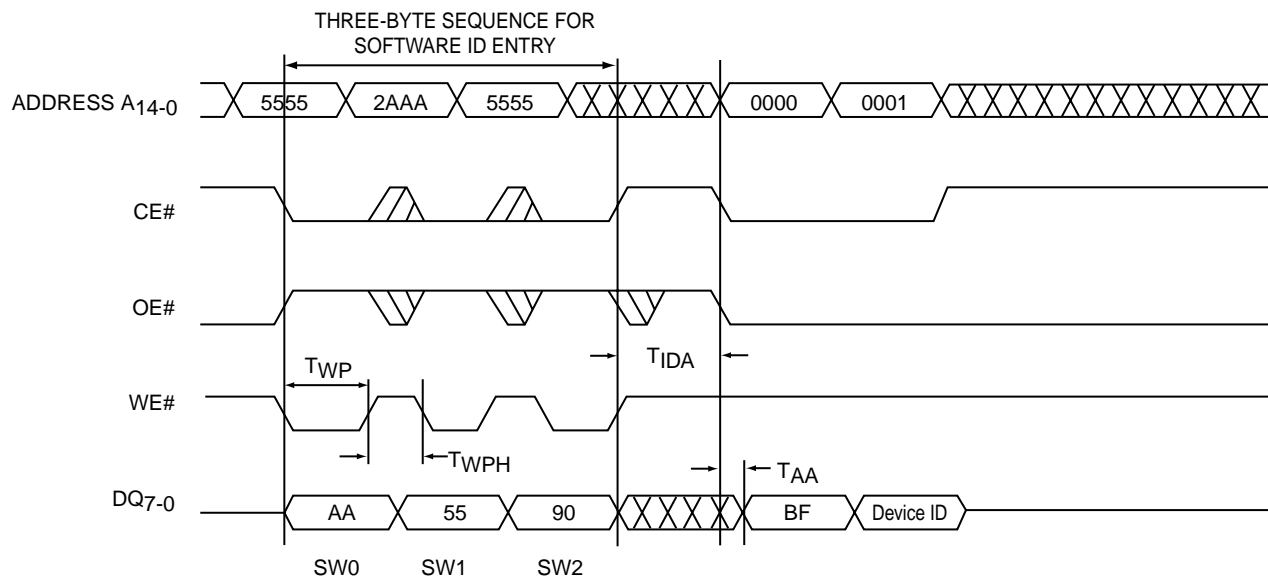 THREE-BYTE SEQUENCE FOR
SOFTWARE ID ENTRY
ADDRESS A14-0
5555
2AAA
5555
0000
0001
CE#
OE#
TIDA
TWP
WE#
TWPH
TAA
DQ7-0
AA
55
90
BF
Device ID
SW0
SW1
SW2